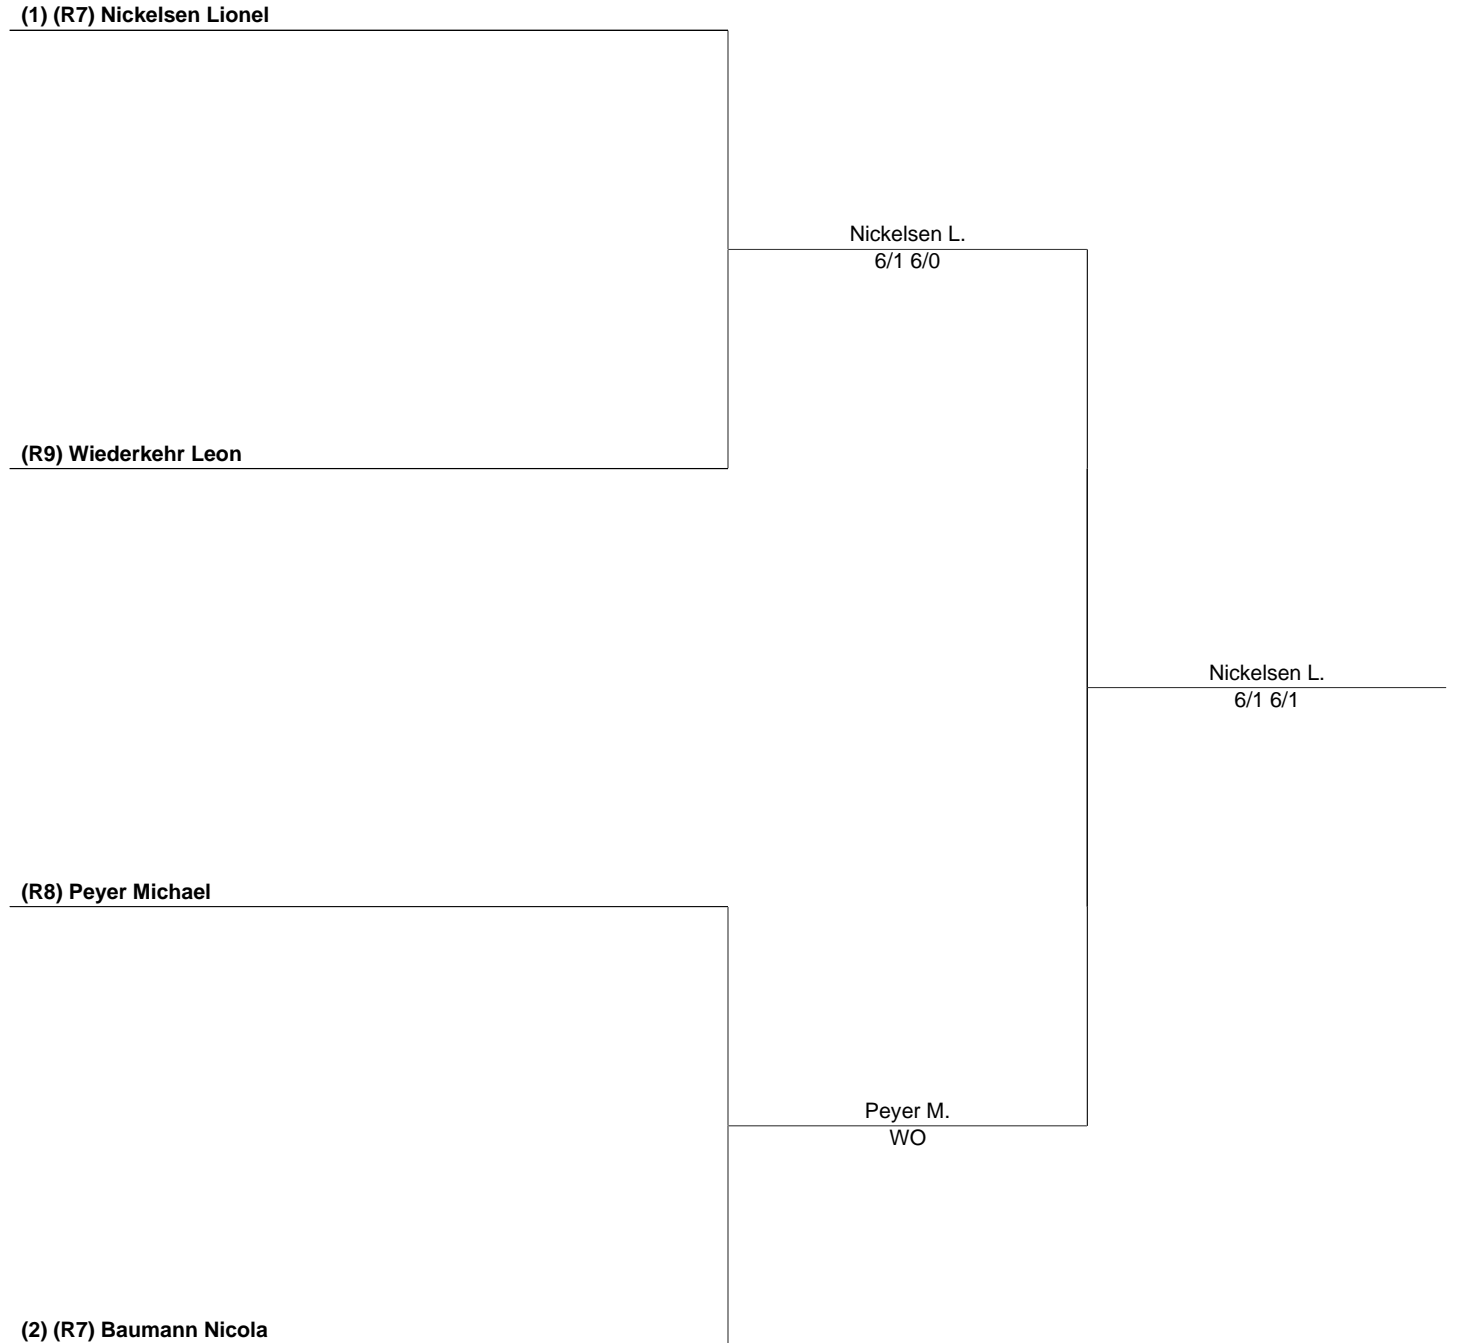 (1) (R7) Nickelsen Lionel
Nickelsen L.
6/1 6/0
(R9) Wiederkehr Leon
Nickelsen L.
6/1 6/1
(R8) Peyer Michael
Peyer M.
WO
(2) (R7) Baumann Nicola